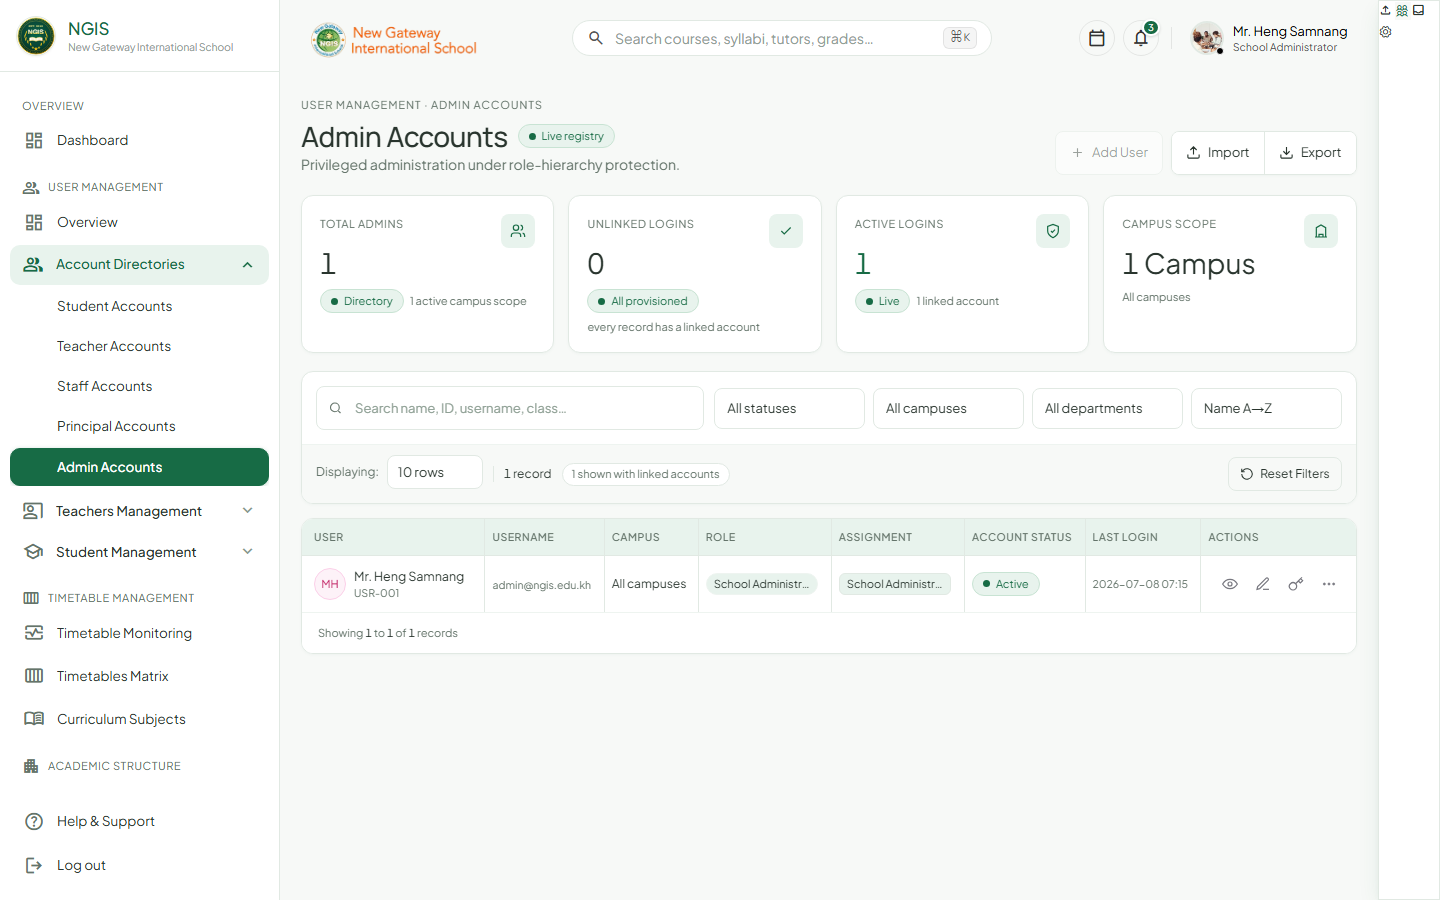 NGIS
New Gateway International School
OVERVIEW
Dashboard
USER MANAGEMENT
Overview
Account Directories
Student Accounts
Teacher Accounts
Staff Accounts
Principal Accounts
Admin Accounts
Teachers Management
Student Management
TIMETABLE MANAGEMENT
Timetable Monitoring
Timetables Matrix
Curriculum Subjects
ACADEMIC STRUCTURE
Help & Support
Log out
New Gateway
International School
Search courses, syllabi, tutors, grades...
⌘K
3
Mr. Heng Samnang
School Administrator
USER MANAGEMENT · ADMIN ACCOUNTS
Admin Accounts
Live registry
Privileged administration under role-hierarchy protection.
Add User
Import
Export
TOTAL ADMINS
1
Directory
1 active campus scope
UNLINKED LOGINS
0
All provisioned
every record has a linked account
ACTIVE LOGINS
1
Live
1 linked account
CAMPUS SCOPE
1 Campus
All campuses
Search name, ID, username, class...
All statuses
All campuses
All departments
Name A→Z
Displaying:
10 rows
1 record
1 shown with linked accounts
Reset Filters
USER USERNAME CAMPUS ROLE ASSIGNMENT ACCOUNT STATUS LAST LOGIN ACTIONS
MH
Mr. Heng Samnang
USR-001
admin@ngis.edu.kh
All campuses
School Administr...
School Administr...
Active
2026-07-08 07:15
Showing 1 to 1 of 1 records